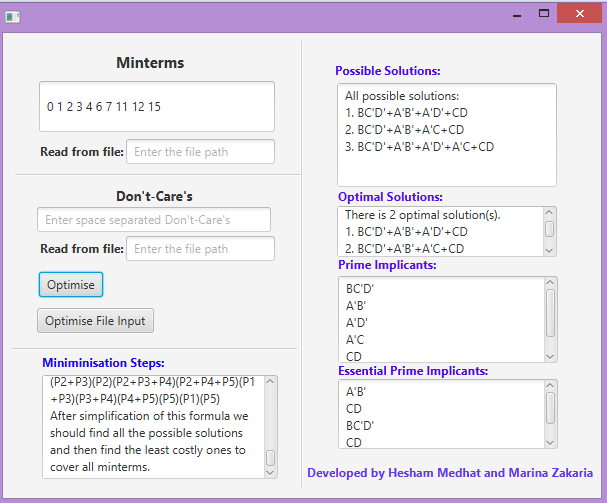 Minterms
0 1 2 3 4 6 7 11 12 15
Read from file: Enter the file path
Don't-Care's
Enter space separated Don't-Care's
Read from file: Enter the file path
Optimise
Optimise File Input
Miniminisation Steps:
(P2+P3)(P2)(P2+P3+P4)(P2+P4+P5)(P1
+P3)(P3+P4)(P4+P5)(P5)(P1)(P5)
After simplification of this formula we
should find all the possible solutions
and then find the least costly ones to
cover all minterms.
Possible Solutions:
All possible solutions:
1. BC'D'+A'B'+A'D'+CD
2. BC'D'+A'B'+A'C+CD
3. BC'D'+A'B'+A'D'+A'C+CD
Optimal Solutions:
There is 2 optimal solution(s).
1. BC'D'+A'B'+A'D'+CD
2. BC'D'+A'B'+A'C+CD
Prime Implicants:
BC'D'
A'B'
A'D'
A'C
CD
Essential Prime Implicants:
A'B'
CD
BC'D'
CD
Developed by Hesham Medhat and Marina Zakaria